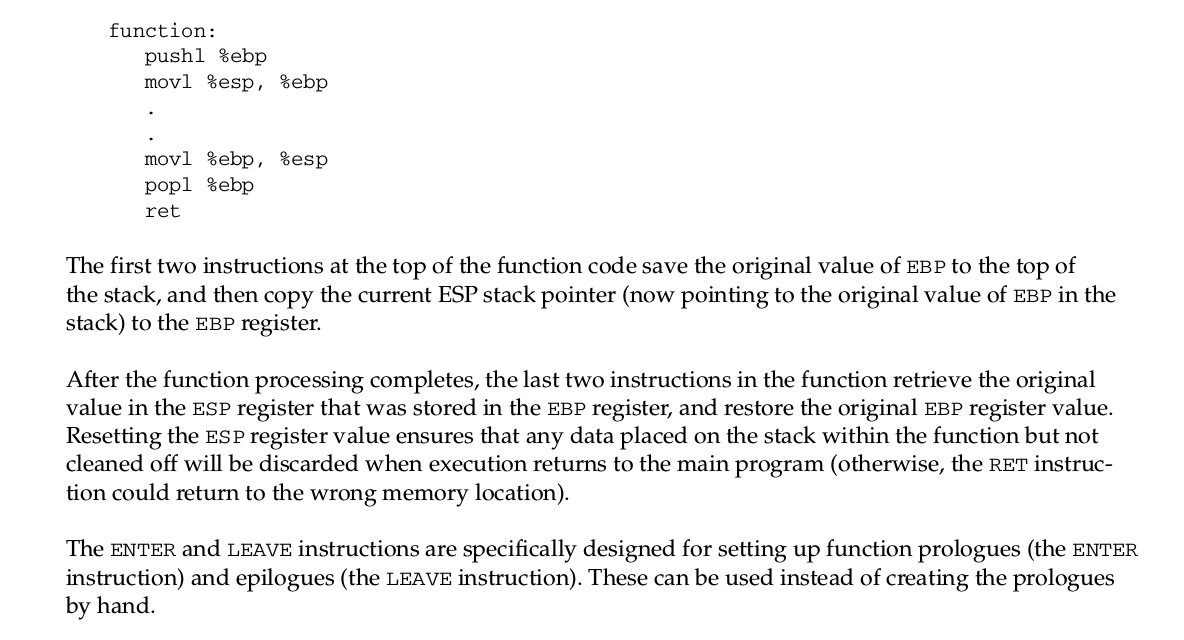 function:
pushl %ebp
movl %esp, %ebp
.
.
movl %ebp, %esp
popl %ebp
ret
The first two instructions at the top of the function code save the original value of EBP to the top of
the stack, and then copy the current ESP stack pointer (now pointing to the original value of EBP in the
stack) to the EBP register.
After the function processing completes, the last two instructions in the function retrieve the original
value in the ESP register that was stored in the EBP register, and restore the original EBP register value.
Resetting the ESP register value ensures that any data placed on the stack within the function but not
cleaned off will be discarded when execution returns to the main program (otherwise, the RET instruc-
tion could return to the wrong memory location).
The ENTER and LEAVE instructions are specifically designed for setting up function prologues (the ENTER
instruction) and epilogues (the LEAVE instruction). These can be used instead of creating the prologues
by hand.